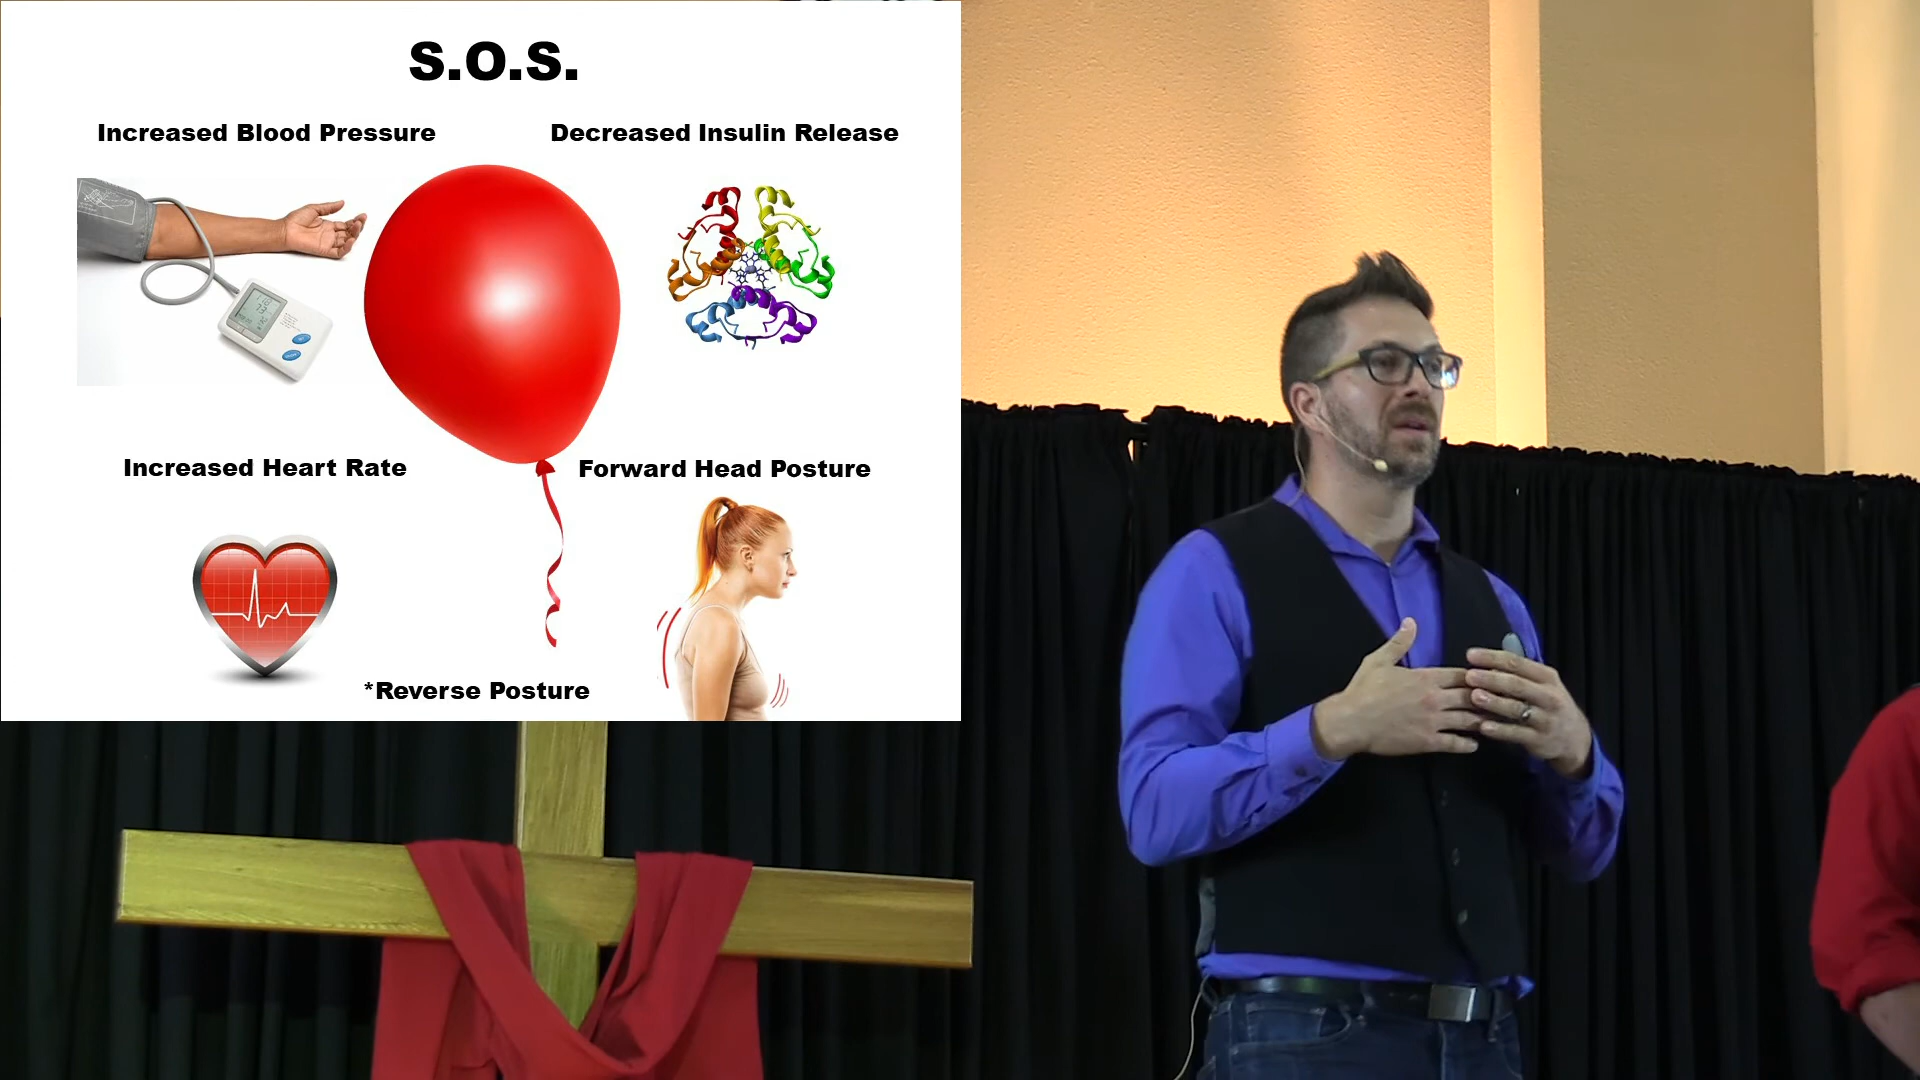 S.O.S.
Increased Blood Pressure
Decreased Insulin Release
Increased Heart Rate
Forward Head Posture
*Reverse Posture